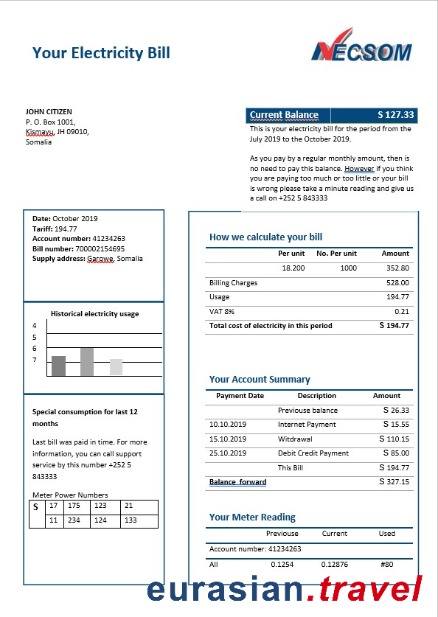 Your Electricity Bill
NECSOM
JOHN CITIZEN
P. O. Box 1001,
Kismayu, JH 09010,
Somalia
Current Balance $ 127.33
This is your electricity bill for the period from the
July 2019 to the October 2019.
As you pay by a regular monthly amount, then is
no need to pay this balance. However if you think
you are paying too much or too little or your bill
is wrong please take a minute reading and give us
a call on +252 5 843333
Date: October 2019
Tariff: 194.77
Account number: 41234263
Bill number: 700002154695
Supply address: Garowe, Somalia
Historical electricity usage
4
5
6
7
Special consumption for last 12
months
Last bill was paid in time. For more
information, you can call support
service by this number +252 5
843333
Meter Power Numbers
S 17 175 123 21
11 234 124 133
How we calculate your bill
Per unit No. Per unit Amount
18.200 1000 352.80
Billing Charges 528.00
Usage 194.77
VAT 8% 0.21
Total cost of electricity in this period $ 194.77
Your Account Summary
Payment Date Description Amount
Previouse balance $ 26.33
10.10.2019 Internet Payment $ 15.55
15.10.2019 Witdrawal $ 110.15
25.10.2019 Debit Credit Payment $ 85.00
This Bill $ 194.77
Balance forward $ 327.15
Your Meter Reading
Previouse Current Used
Account number: 41234263
All 0.1254 0.12876 #80
eurasian.travel